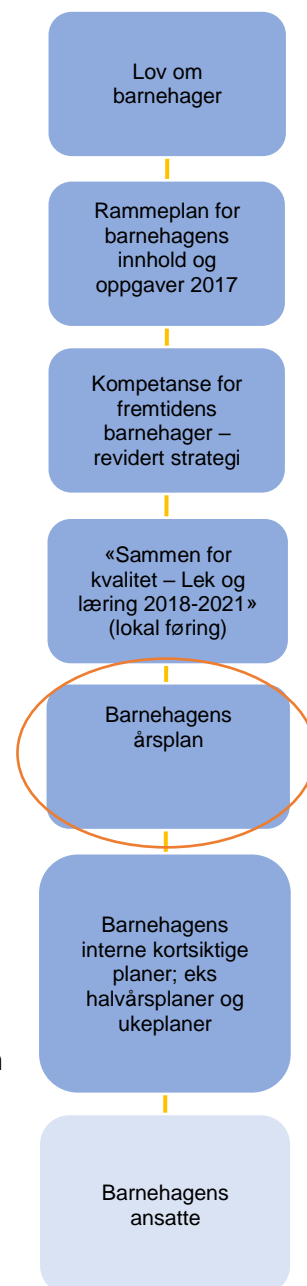 Lov om
barnehager
Rammeplan for
barnehagens
innhold og
oppgaver 2017
Kompetanse for
fremtidens
barnehager –
revidert strategi
«Sammen for
kvalitet – Lek og
læring 2018-2021»
(lokal føring)
Barnehagens
årsplan
Barnehagens
interne kortsiktige
planer; eks
halvårsplaner og
ukeplaner
Barnehagens
ansatte